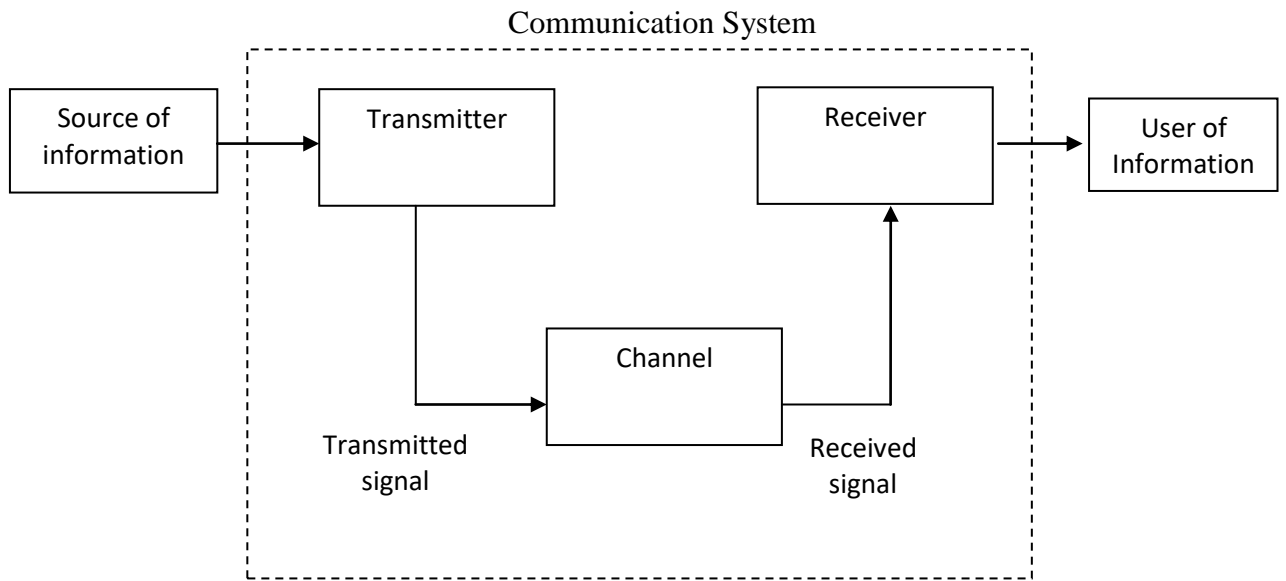 Communication System
Source of
information
Transmitter
Receiver
User of
Information
Channel
Transmitted
signal
Received
signal